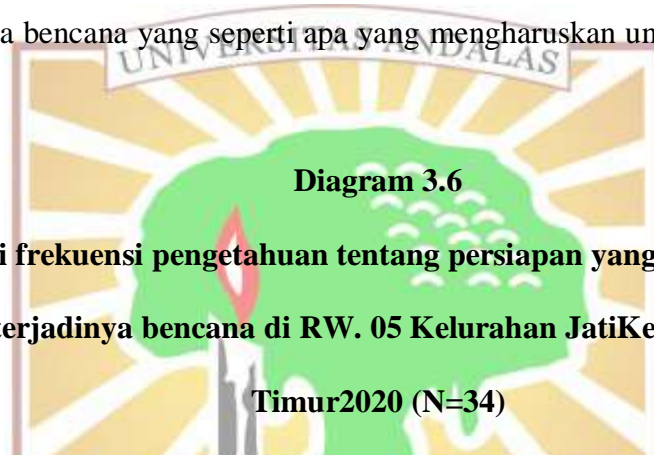 a bencana yang seperti apa yang mengharuskan un
UNIVERSITAS ANDALAS
Diagram 3.6
i frekuensi pengetahuan tentang persiapan yang
terjadinya bencana di RW. 05 Kelurahan JatiKe
Timur2020 (N=34)